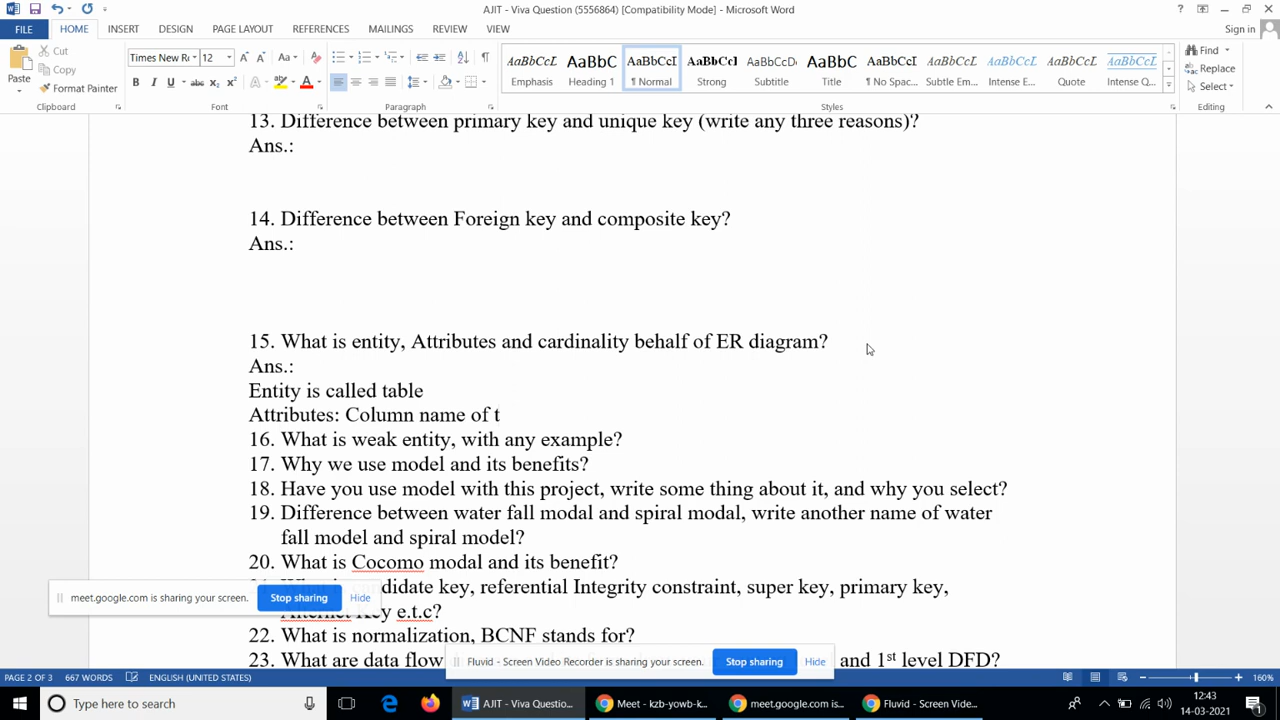 AJIT - Viva Question (5556864) [Compatibility Mode] - Microsoft Word
FILE HOME INSERT DESIGN PAGE LAYOUT REFERENCES MAILINGS REVIEW VIEW Sign in
Paste
Cut
Copy
Format Painter
Times New Ro 12
Clipboard Font Paragraph Styles Editing
AaBbCcL AaBbC AaBbCcI AaBbCcl AaBbCcD AaBbC AaBbCcI AaBbCcL AaBbCcL AaBbCcL AaBbCcL
Emphasis Heading 1 ¶ Normal Strong Subtitle Title ¶ No Spac... Subtle Em... Intense E... Quote Intense Q...
Find
Replace
Select
13. Difference between primary key and unique key (write any three reasons)?
Ans.:
14. Difference between Foreign key and composite key?
Ans.:
15. What is entity, Attributes and cardinality behalf of ER diagram?
Ans.:
Entity is called table
Attributes: Column name of t
16. What is weak entity, with any example?
17. Why we use model and its benefits?
18. Have you use model with this project, write some thing about it, and why you select?
19. Difference between water fall modal and spiral modal, write another name of water
fall model and spiral model?
20. What is Cocomo modal and its benefit?
candidate key, referential Integrity constraint, super key, primary key,
Key e.t.c?
22. What is normalization, BCNF stands for?
23. What are data flow and 1st level DFD?
meet.google.com is sharing your screen. Stop sharing Hide
Fluvid - Screen Video Recorder is sharing your screen. Stop sharing Hide
PAGE 2 OF 3 667 WORDS ENGLISH (UNITED STATES) 160%
Type here to search
AJIT - Viva Questio...
Meet - kzb-yowb-k...
meet.google.com is...
Fluvid - Screen Vide...
12:43
14-03-2021